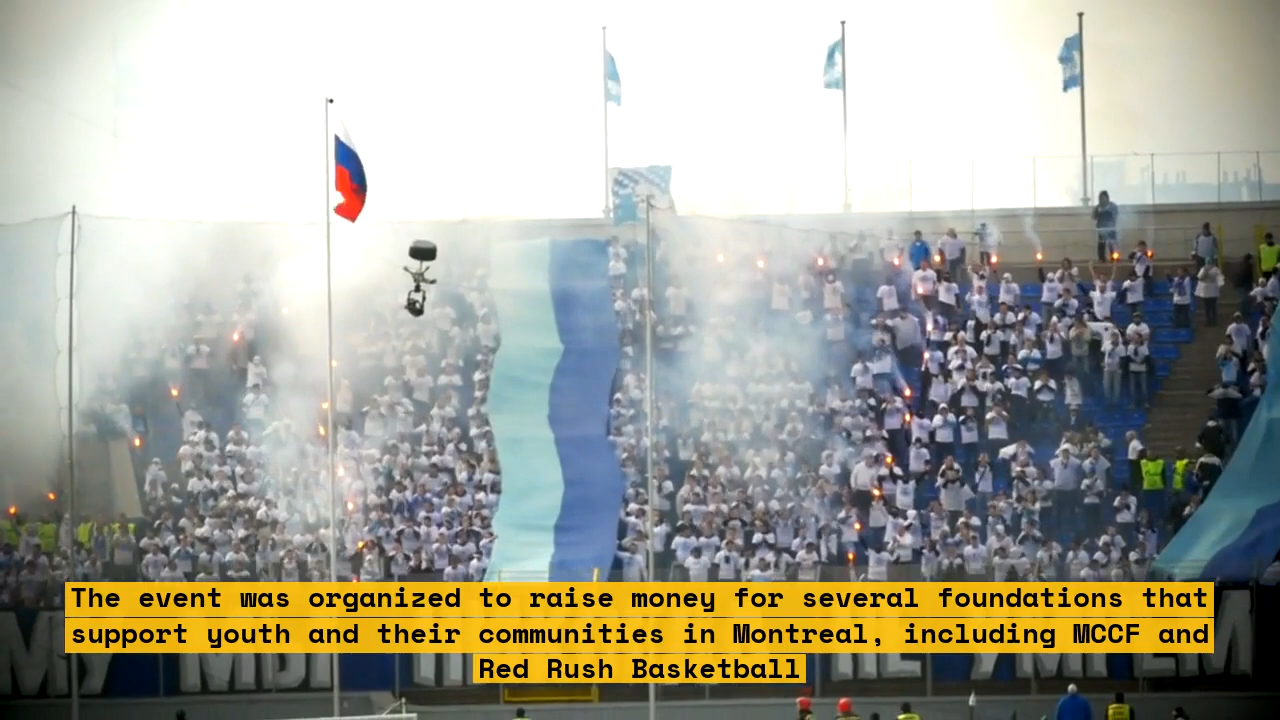 The event was organized to raise money for several foundations that
support youth and their communities in Montreal, including MCCF and
Red Rush Basketball